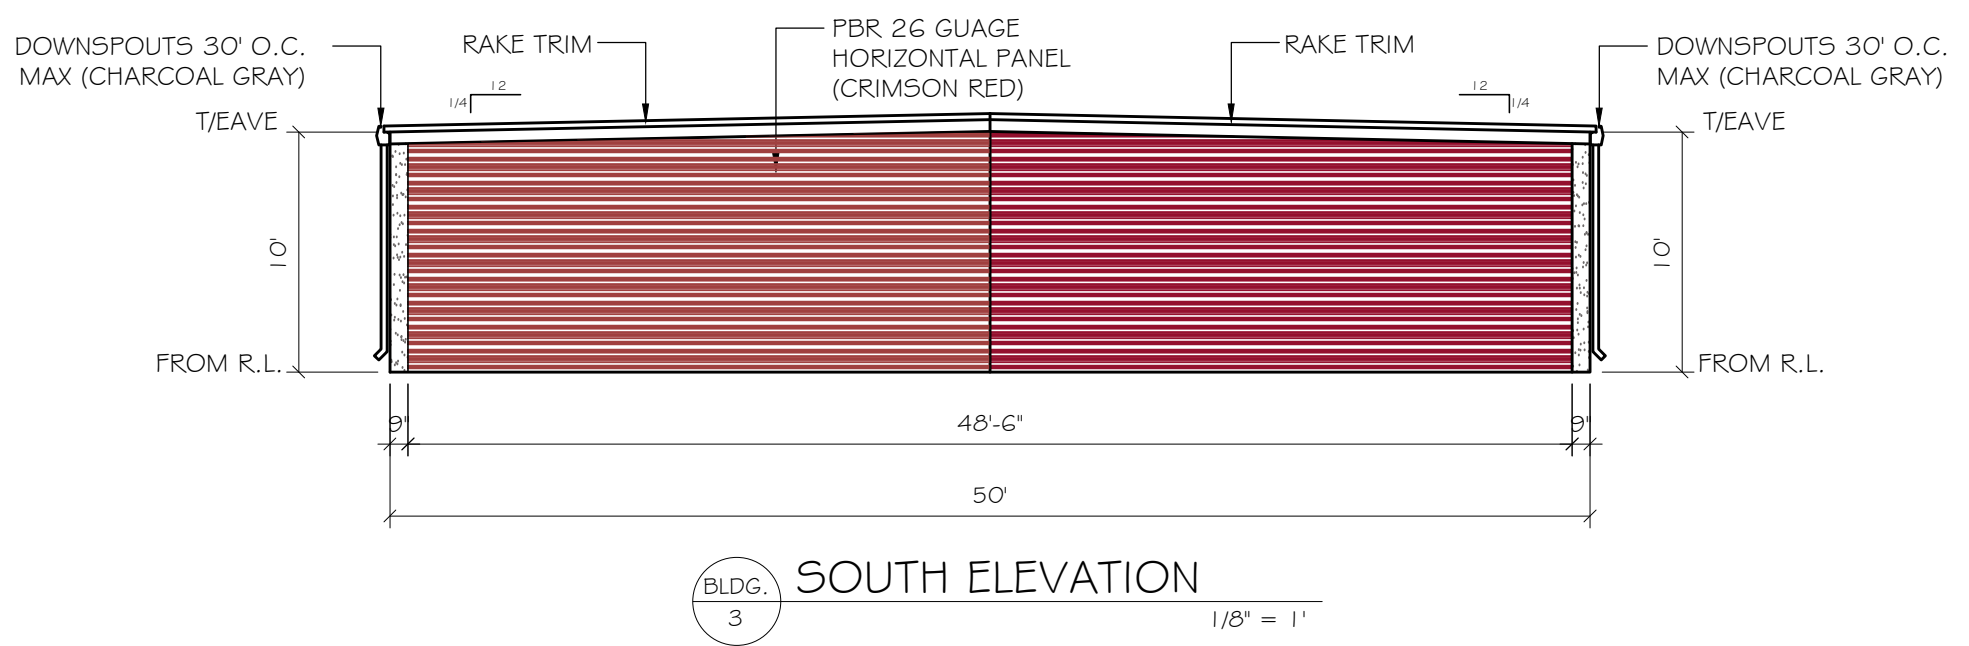 DOWNSPOUTS 30' O.C.
MAX (CHARCOAL GRAY)
RAKE TRIM
PBR 26 GUAGE
HORIZONTAL PANEL
(CRIMSON RED)
RAKE TRIM
DOWNSPOUTS 30' O.C.
MAX (CHARCOAL GRAY)
12
1/4
12
1/4
T/EAVE
T/EAVE
10'
10'
FROM R.L.
FROM R.L.
9"
48'-6"
9"
50'
BLDG.
3
SOUTH ELEVATION
1/8" = 1'